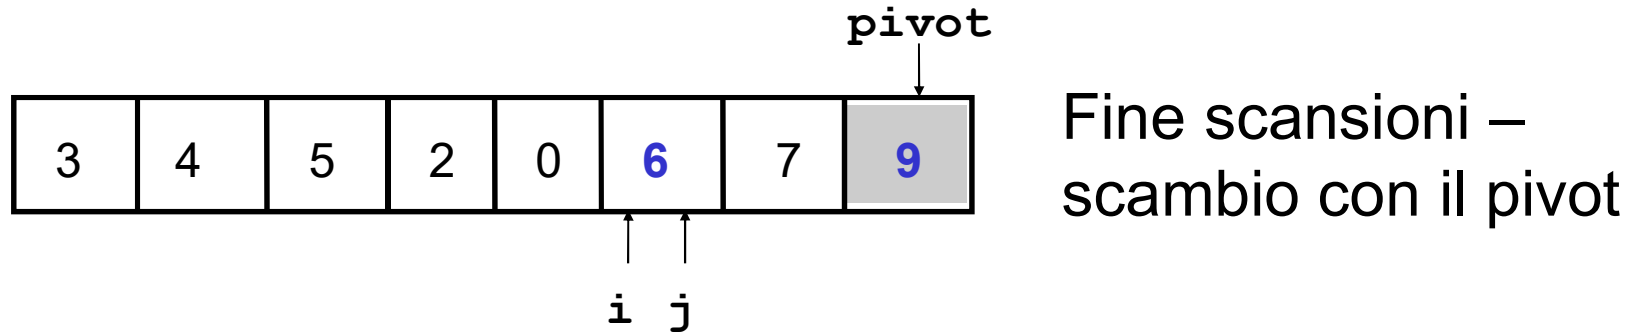 pivot
3 4 5 2 0 6 7 9
Fine scansioni –
scambio con il pivot
i j